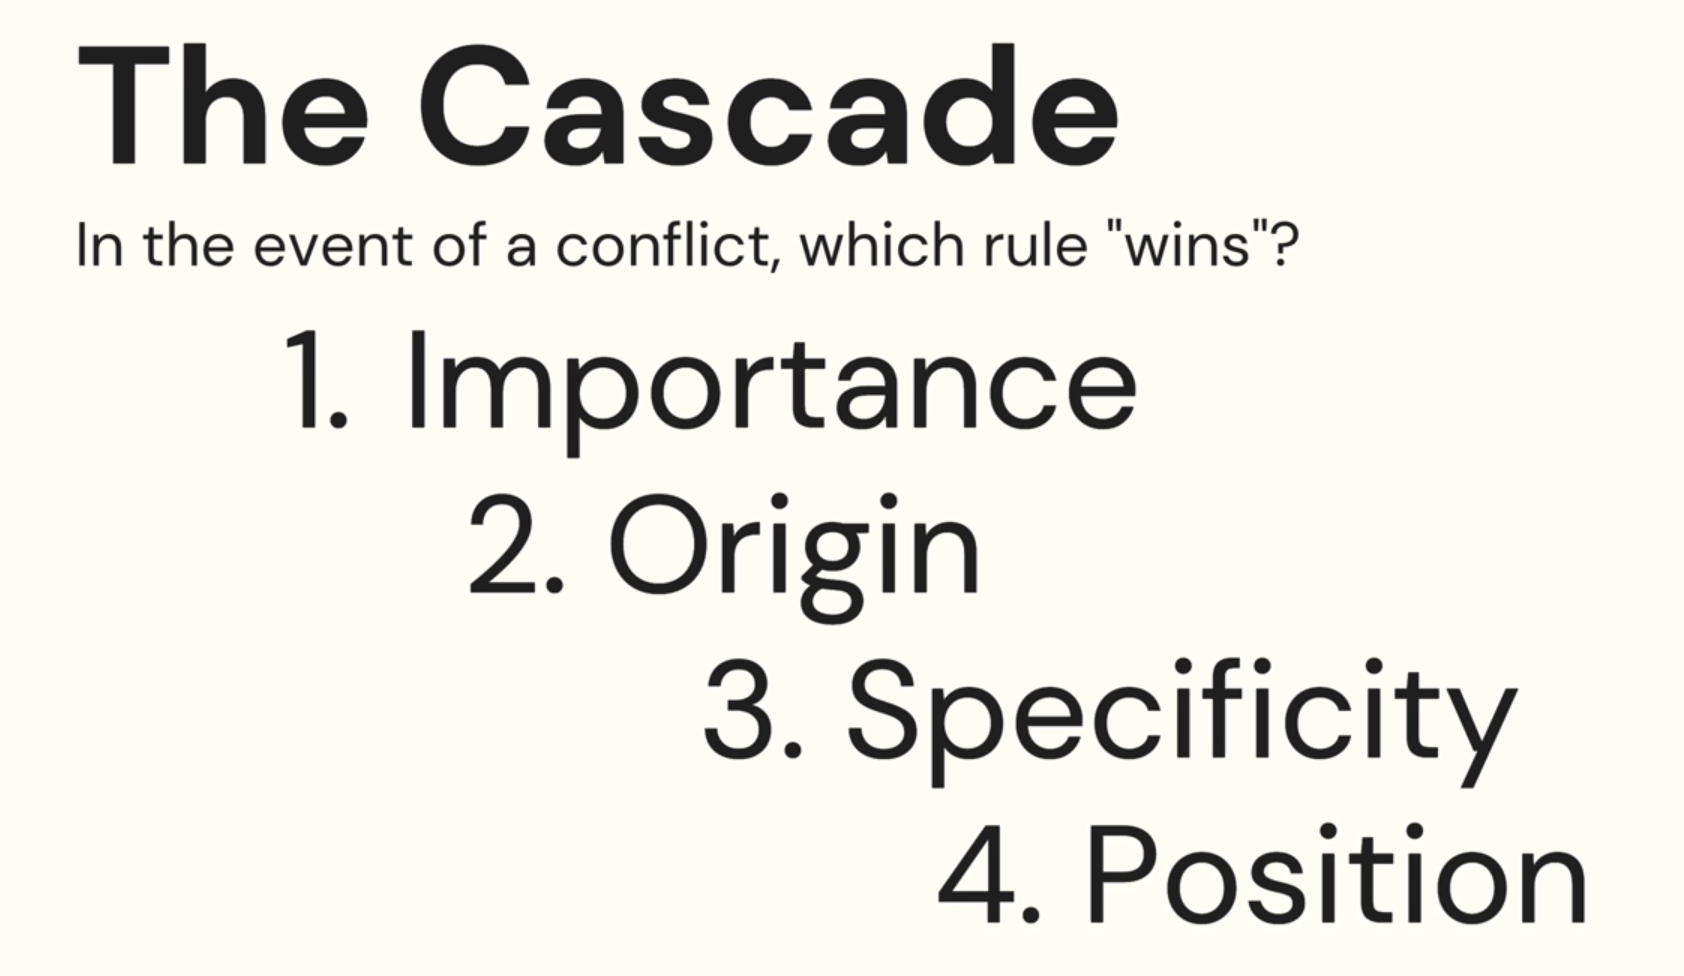 The Cascade
In the event of a conflict, which rule "wins"?
1. Importance
2. Origin
3. Specificity
4. Position